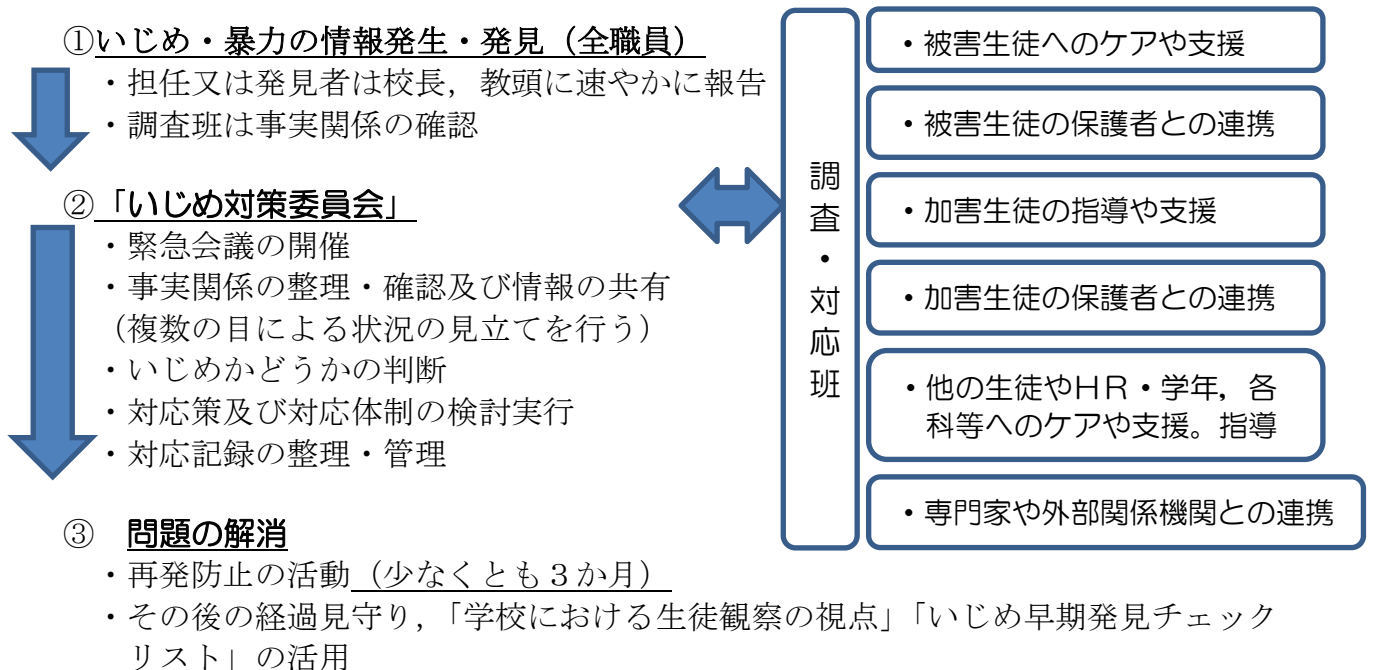 ①いじめ・暴力の情報発生・発見（全職員）
・担任又は発見者は校長，教頭に速やかに報告
・調査班は事実関係の確認
②「いじめ対策委員会」
・緊急会議の開催
・事実関係の整理・確認及び情報の共有
（複数の目による状況の見立てを行う）
・いじめかどうかの判断
・対応策及び対応体制の検討実行
・対応記録の整理・管理
調査・対応班
・被害生徒へのケアや支援
・被害生徒の保護者との連携
・加害生徒の指導や支援
・加害生徒の保護者との連携
・他の生徒やＨＲ・学年，各
科等へのケアや支援。指導
・専門家や外部関係機関との連携
③　問題の解消
・再発防止の活動（少なくとも３か月）
・その後の経過見守り，「学校における生徒観察の視点」「いじめ早期発見チェック
リスト」の活用